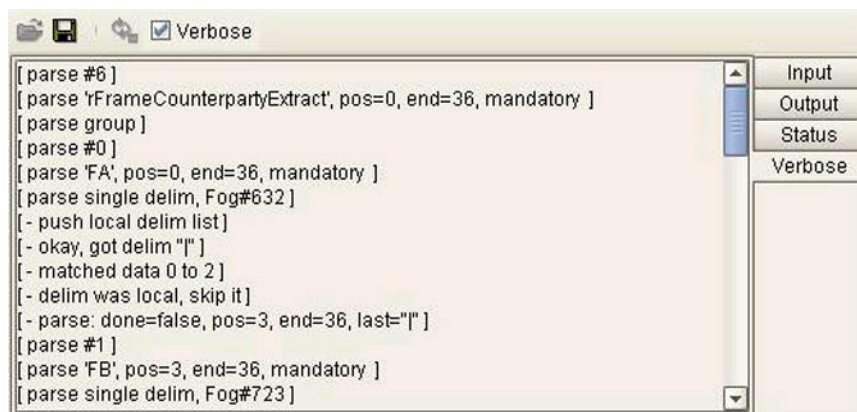 Verbose
[ parse #6 ]
[ parse 'rFrameCounterpartyExtract', pos=0, end=36, mandatory ]
[ parse group ]
[ parse #0 ]
[ parse 'FA', pos=0, end=36, mandatory ]
[ parse single delim, Fog#632 ]
[ - push local delim list ]
[ - okay, got delim "|" ]
[ - matched data 0 to 2 ]
[ - delim was local, skip it ]
[ - parse: done=false, pos=3, end=36, last="|" ]
[ parse #1 ]
[ parse 'FB', pos=3, end=36, mandatory ]
[ parse single delim, Fog#723 ]
Input
Output
Status
Verbose